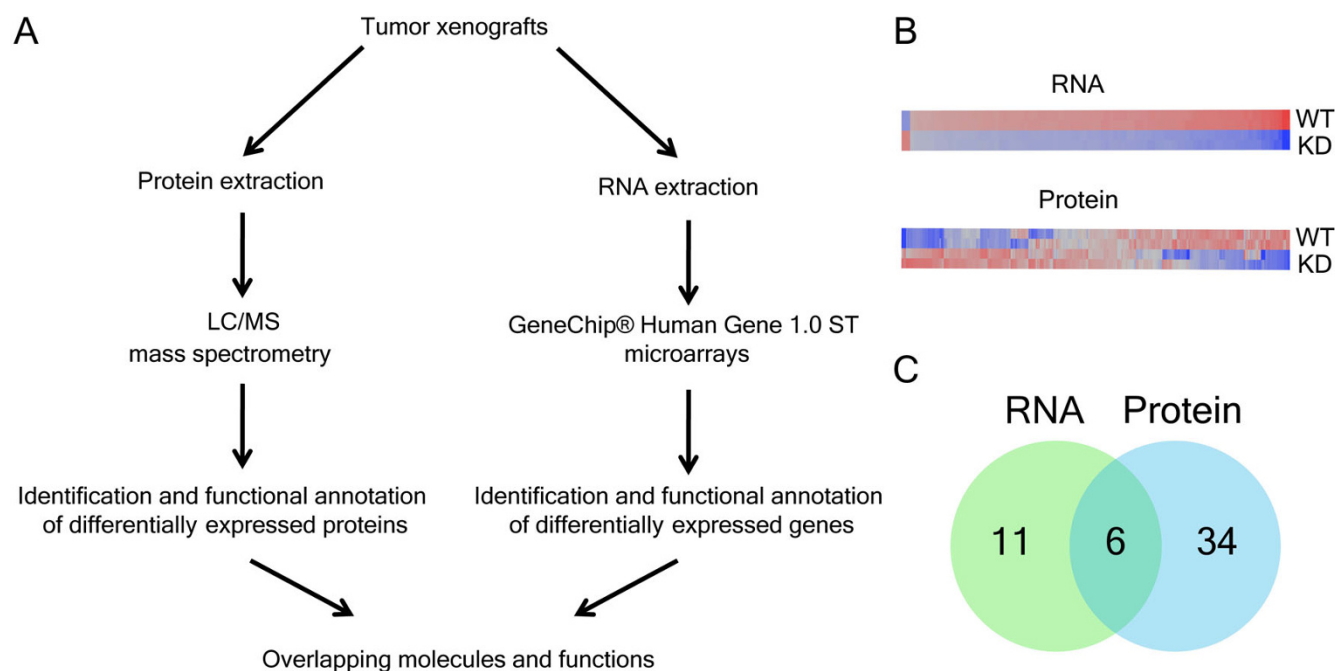 A
Tumor xenografts
Protein extraction
RNA extraction
LC/MS
mass spectrometry
GeneChip® Human Gene 1.0 ST
microarrays
Identification and functional annotation
of differentially expressed proteins
Identification and functional annotation
of differentially expressed genes
Overlapping molecules and functions
B
RNA
WT
KD
Protein
WT
KD
C
RNA Protein
11 6 34